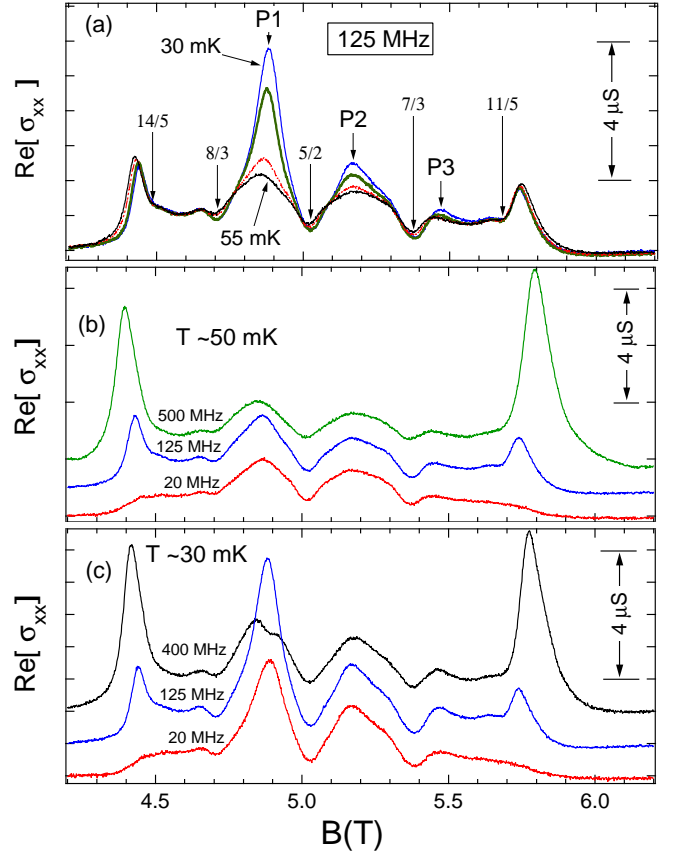 (a)
P1
125 MHz
30 mK
14/5
8/3
5/2
P2
7/3
P3
11/5
55 mK
4 µS
Re[ σxx ]
(b)
T ~50 mK
500 MHz
125 MHz
20 MHz
4 µS
Re[ σxx ]
(c)
T ~30 mK
400 MHz
125 MHz
20 MHz
4 µS
Re[ σxx ]
4.5 5.0 5.5 6.0
B(T)